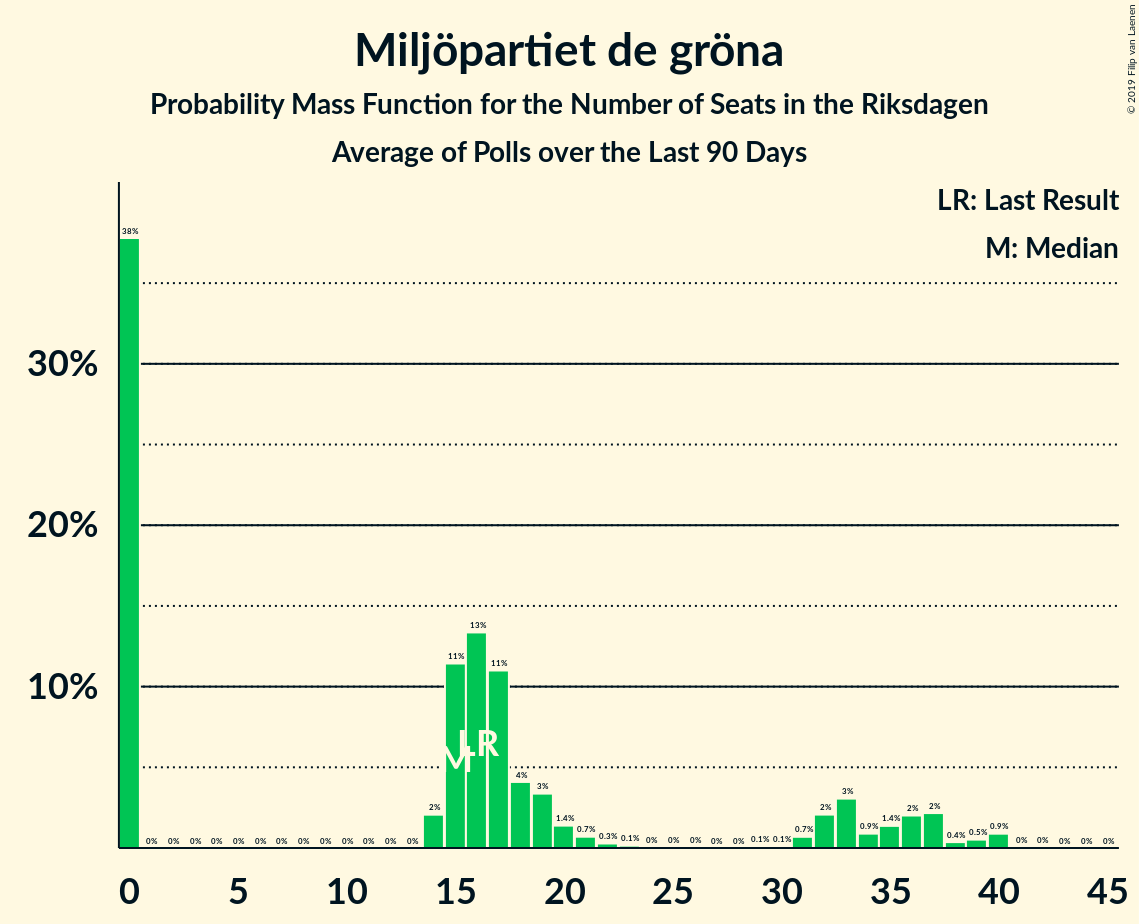 Miljöpartiet de gröna
Probability Mass Function for the Number of Seats in the Riksdagen
Average of Polls over the Last 90 Days
© 2019 Filip van Laenen
LR: Last Result
M: Median
38%
30%
20%
10%
0% 0% 0% 0% 0% 0% 0% 0% 0% 0% 0% 0% 0% 2% 11% 13% 11% 4% 3% 1.4% 0.7% 0.3% 0.1% 0% 0% 0% 0% 0% 0.1% 0.1% 0.7% 2% 3% 0.9% 1.4% 2% 2% 0.4% 0.5% 0.9% 0% 0% 0% 0% 0%
M LR
0 5 10 15 20 25 30 35 40 45